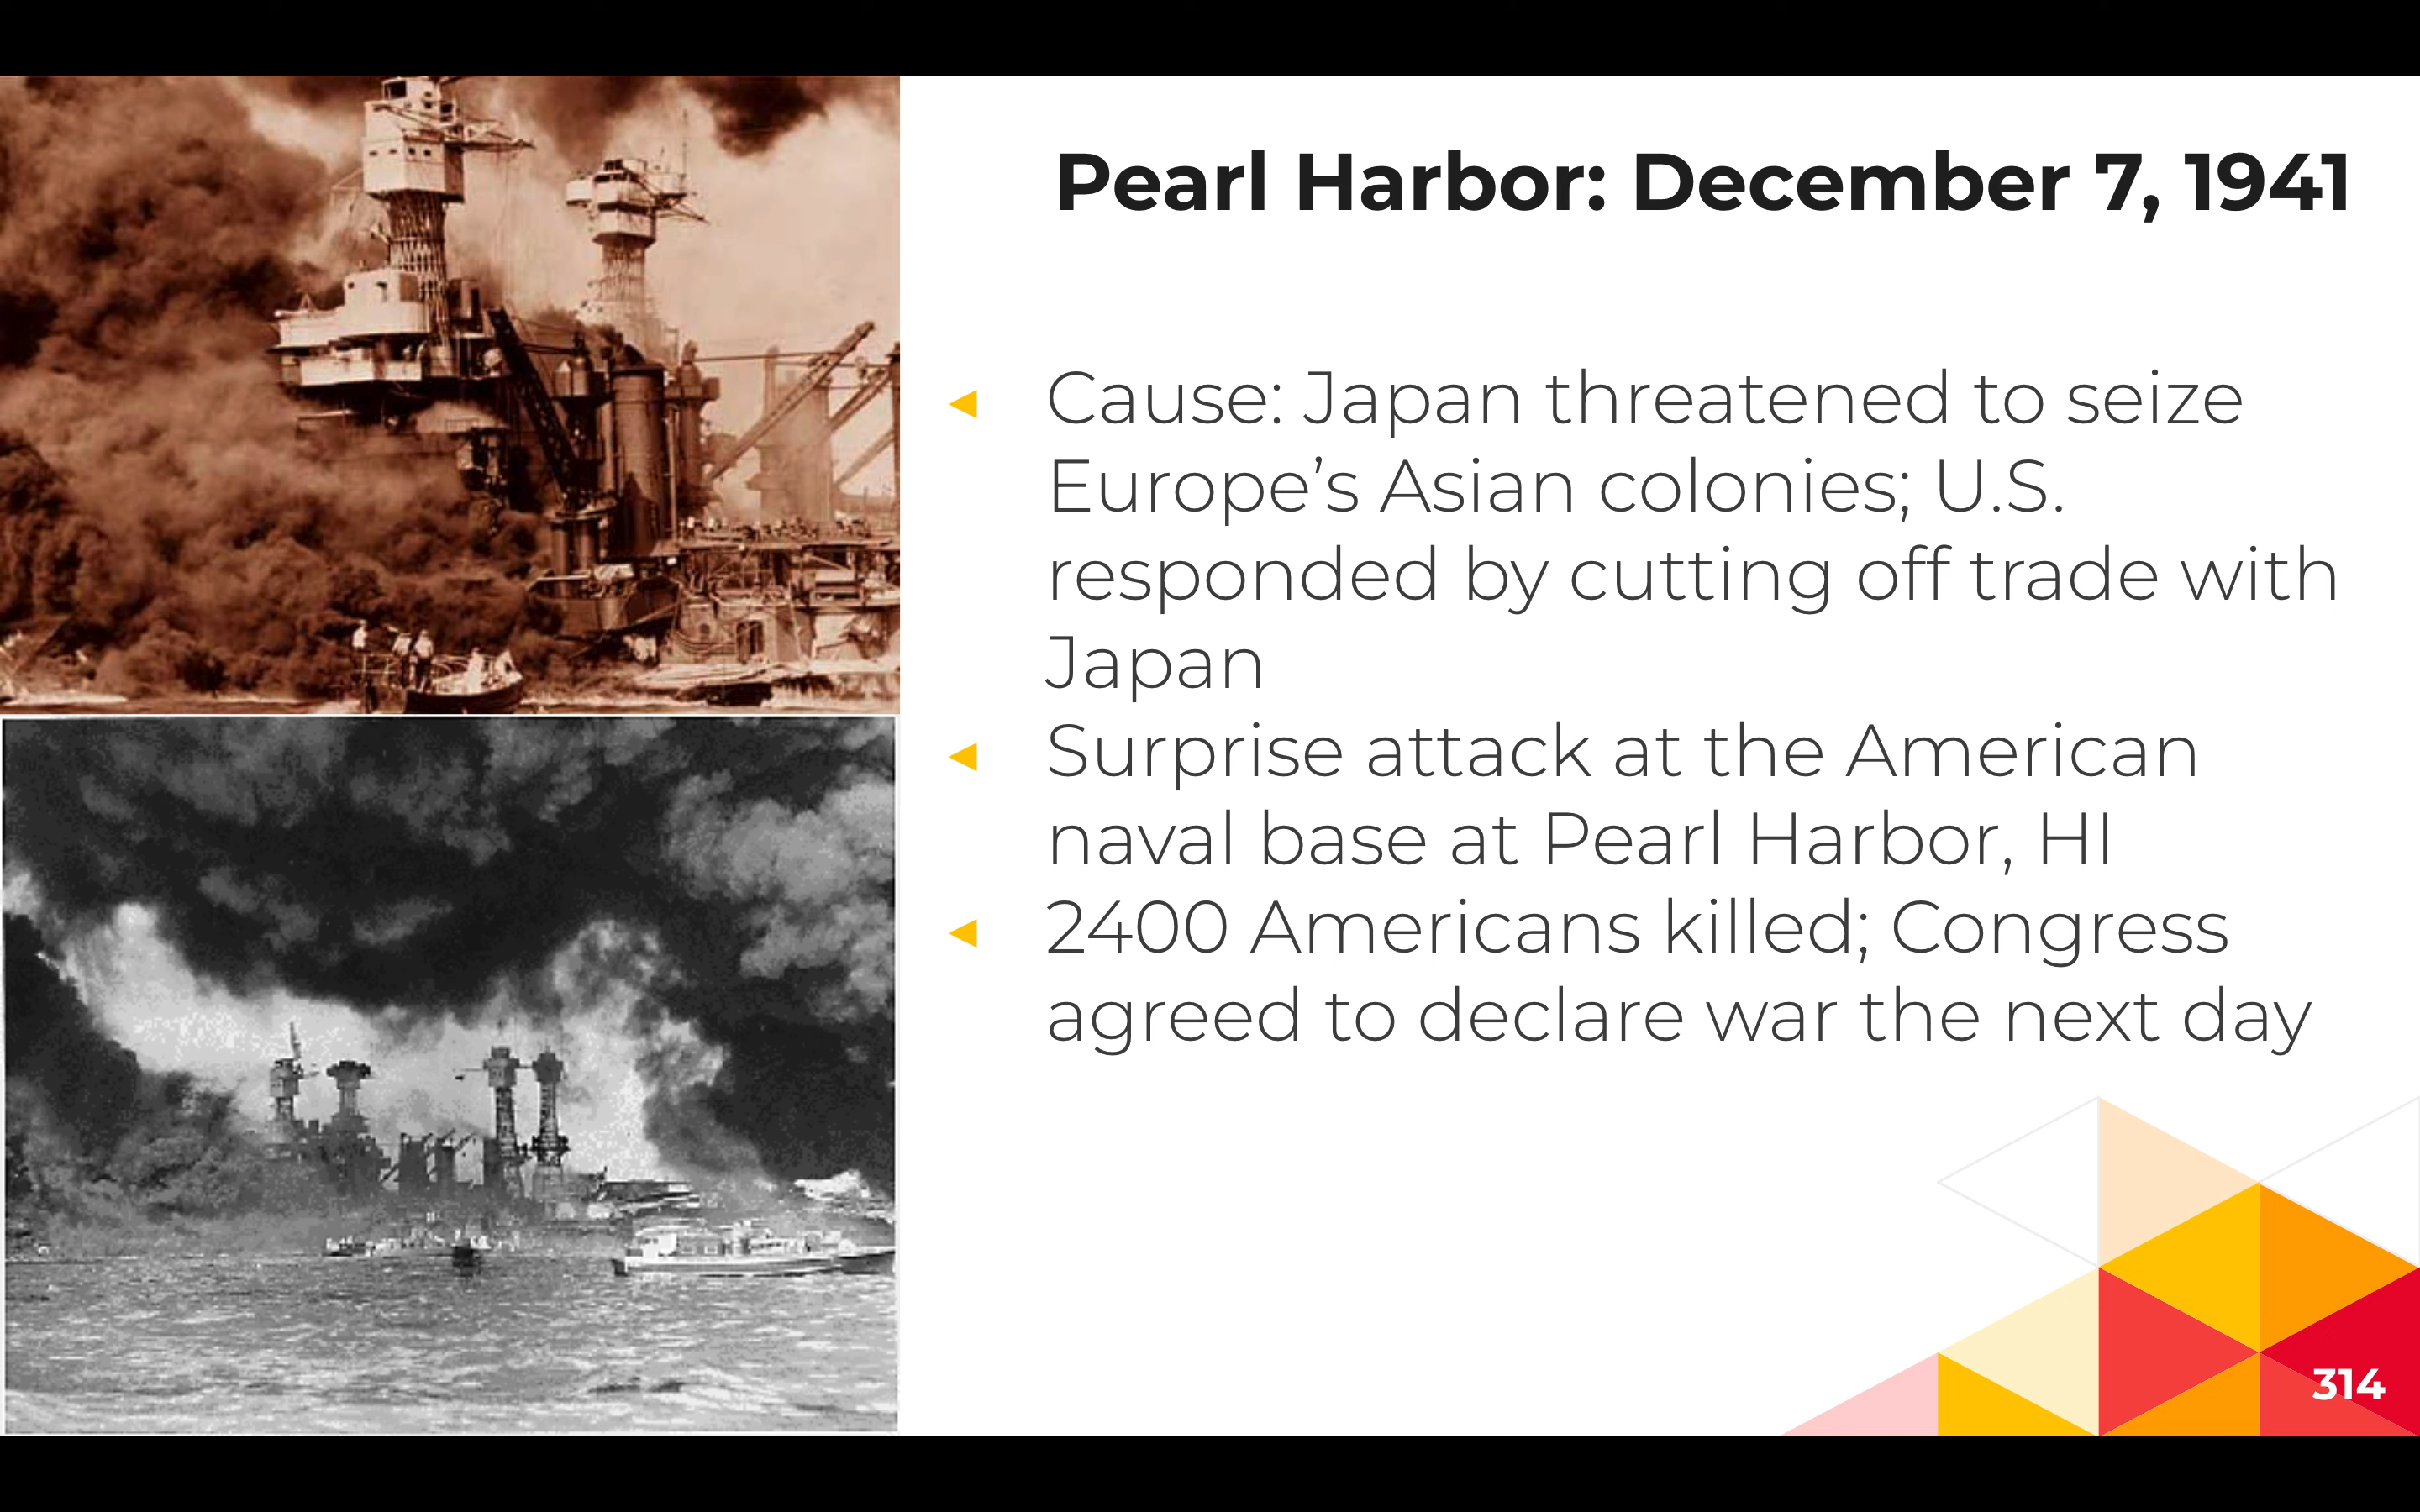 Pearl Harbor: December 7, 1941
Cause: Japan threatened to seize
Europe’s Asian colonies; U.S.
responded by cutting off trade with
Japan
Surprise attack at the American
naval base at Pearl Harbor, HI
2400 Americans killed; Congress
agreed to declare war the next day
314